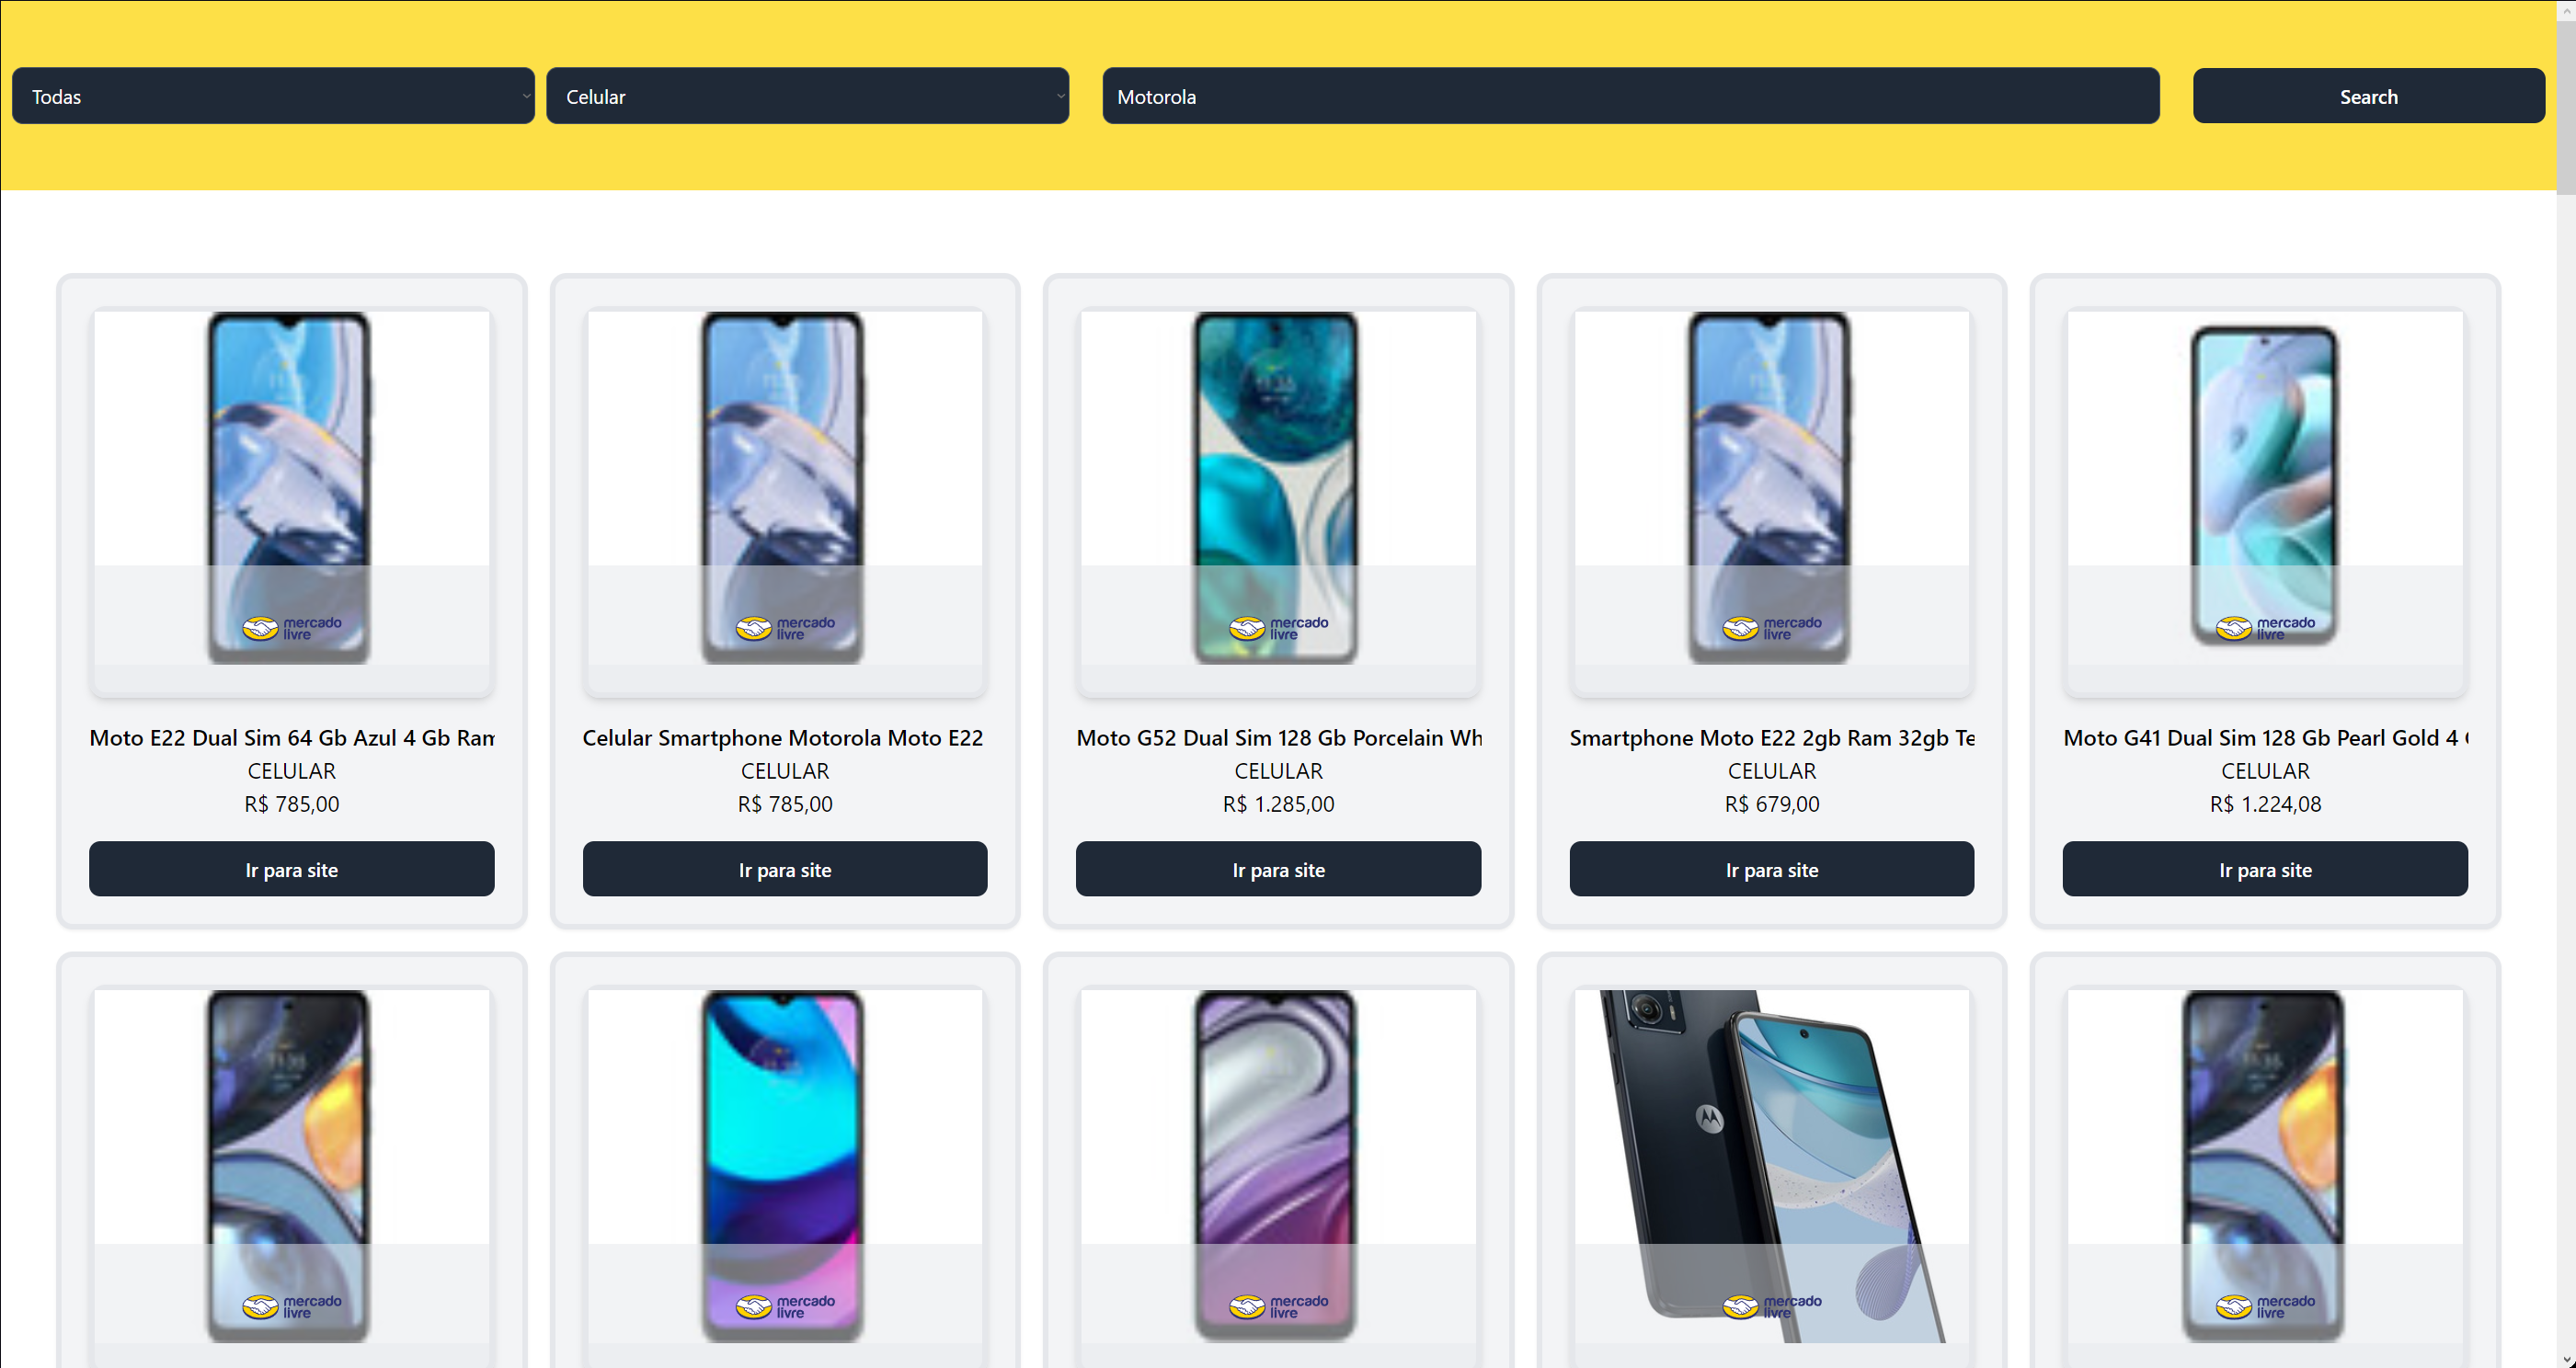 Todas
Celular
Motorola
Search
mercado
livre
mercado
livre
mercado
livre
mercado
livre
mercado
livre
Moto E22 Dual Sim 64 Gb Azul 4 Gb Ram
CELULAR
R$ 785,00
Ir para site
Celular Smartphone Motorola Moto E22
CELULAR
R$ 785,00
Ir para site
Moto G52 Dual Sim 128 Gb Porcelain Wh
CELULAR
R$ 1.285,00
Ir para site
Smartphone Moto E22 2gb Ram 32gb Te
CELULAR
R$ 679,00
Ir para site
Moto G41 Dual Sim 128 Gb Pearl Gold 4
CELULAR
R$ 1.224,08
Ir para site
mercado
livre
mercado
livre
mercado
livre
mercado
livre
mercado
livre